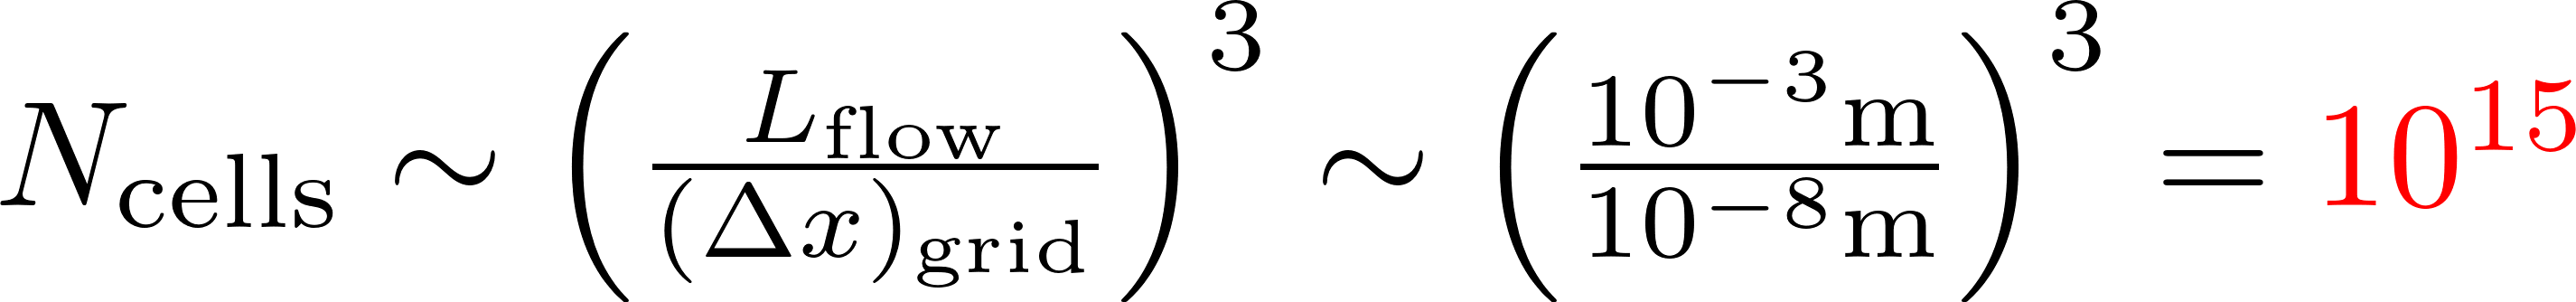 N_cells ∼ (L_flow / (Δx)_grid)^3 ∼ (10^−3 m / 10^−8 m)^3 = 10^15